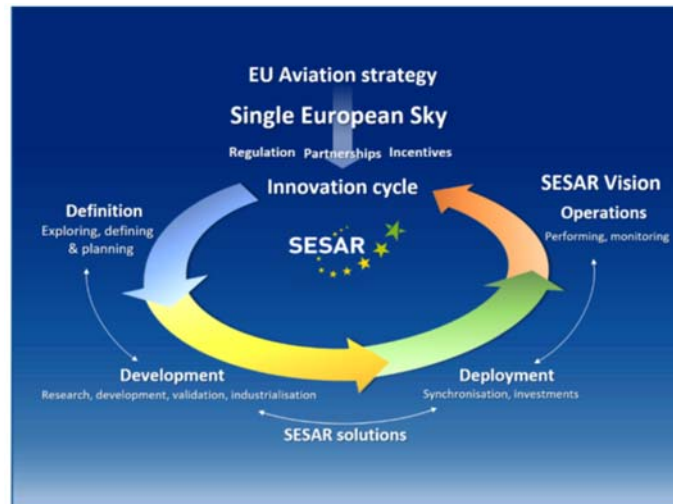 EU Aviation strategy
Single European Sky
Regulation Partnerships Incentives
Innovation cycle
SESAR Vision
Definition
Exploring, defining
& planning
SESAR
Operations
Performing, monitoring
Development
Research, development, validation, industrialisation
Deployment
Synchronisation, investments
SESAR solutions